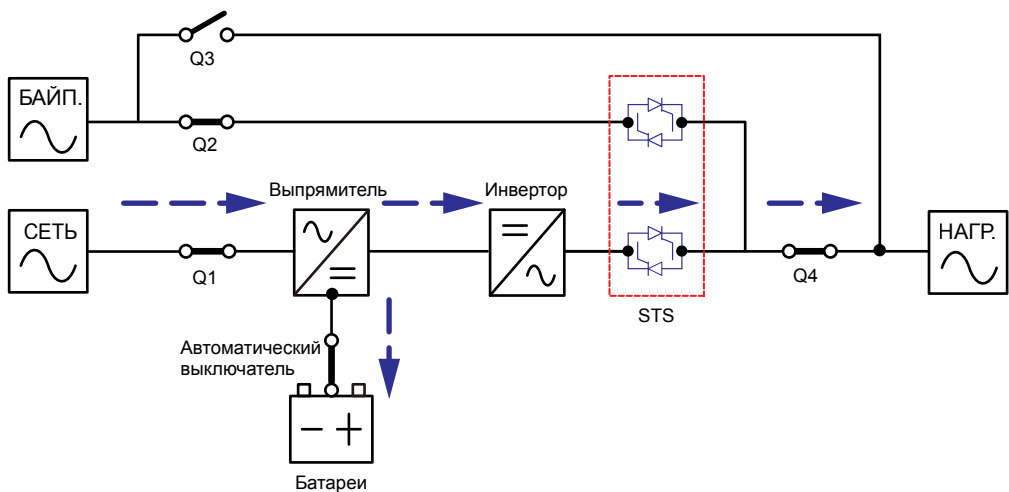 Q3
БАЙП.
Q2
Выпрямитель
Инвертор
СЕТЬ
НАГР.
Q1
Q4
STS
Автоматический
выключатель
Батареи